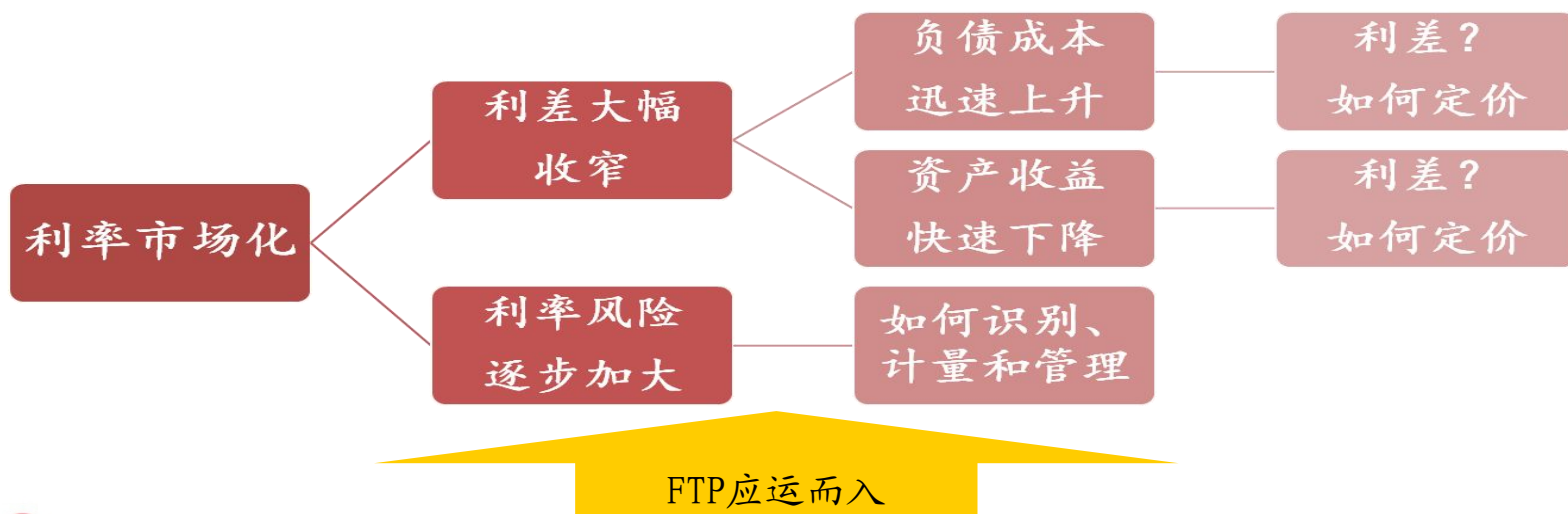 利率市场化
利差大幅
收窄
负债成本
迅速上升
利差？
如何定价
资产收益
快速下降
利差？
如何定价
利率风险
逐步加大
如何识别、
计量和管理
FTP应运而入